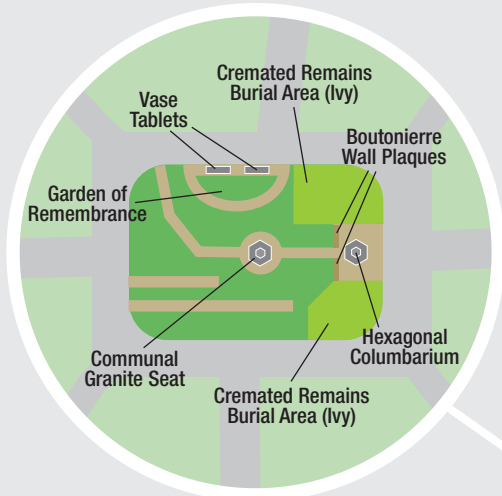 Cremated Remains
Burial Area (Ivy)
Vase
Tablets
Boutonierre
Wall Plaques
Garden of
Remembrance
Communal
Granite Seat
Hexagonal
Columbarium
Cremated Remains
Burial Area (Ivy)